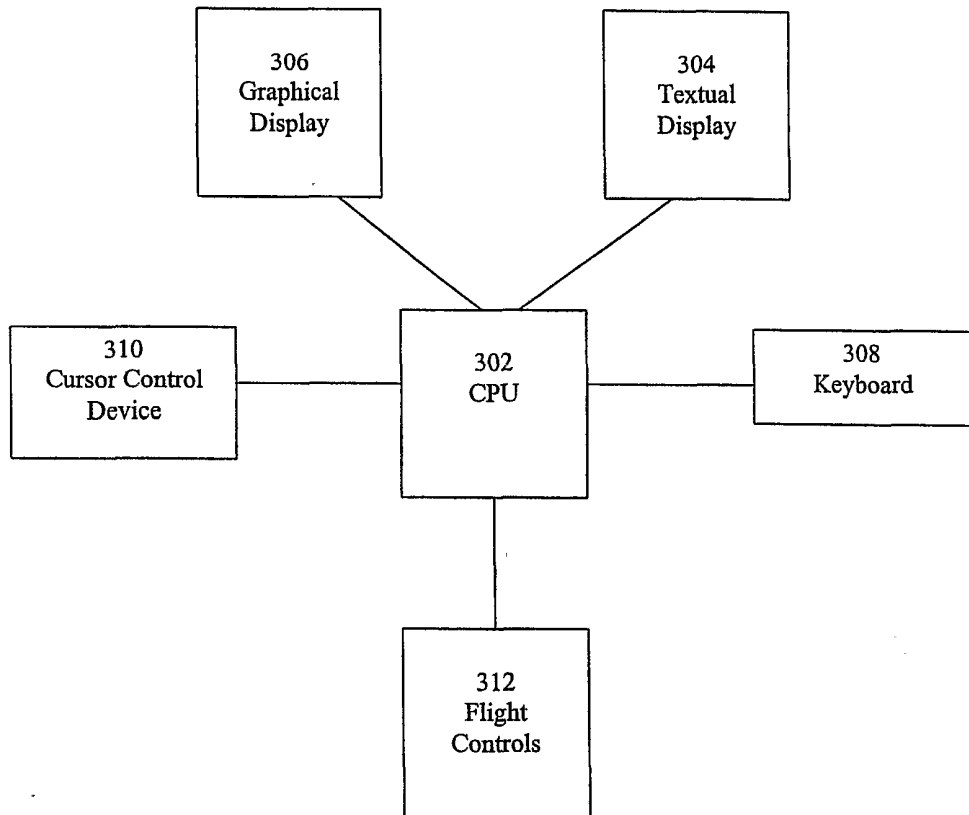 306
Graphical
Display
304
Textual
Display
310
Cursor Control
Device
302
CPU
308
Keyboard
312
Flight
Controls